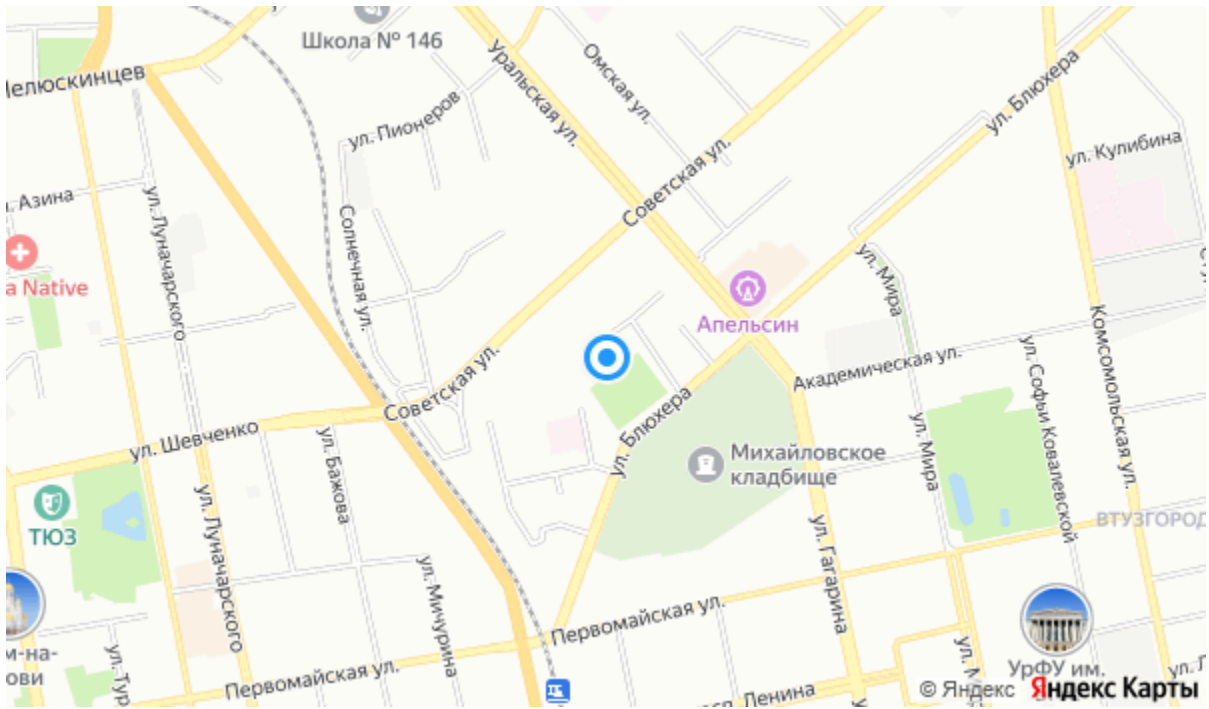 Школа № 146
Челюскинцев
Уральская ул.
Омская ул.
ул. Блюхера
ул. Пионеров
Советская ул.
ул. Кулибина
Азина
ул. Луначарского
Солнечная ул.
ул. Мира
a Native
Апельсин
Комсомольская ул.
Академическая ул.
ул. Софьи Ковалевской
Советская ул.
ул. Блюхера
ул. Шевченко
ул. Бажова
Михайловское
кладбище
ул. Мира
ТЮЗ
ул. Луначарского
ул. Гагарина
ВТУЗГОРОД
ул. Мичурина
Первомайская ул.
м-на-
ови
ул. Тур
Первомайская ул.
УрФУ им.
Ленина
© Яндекс Яндекс Карты